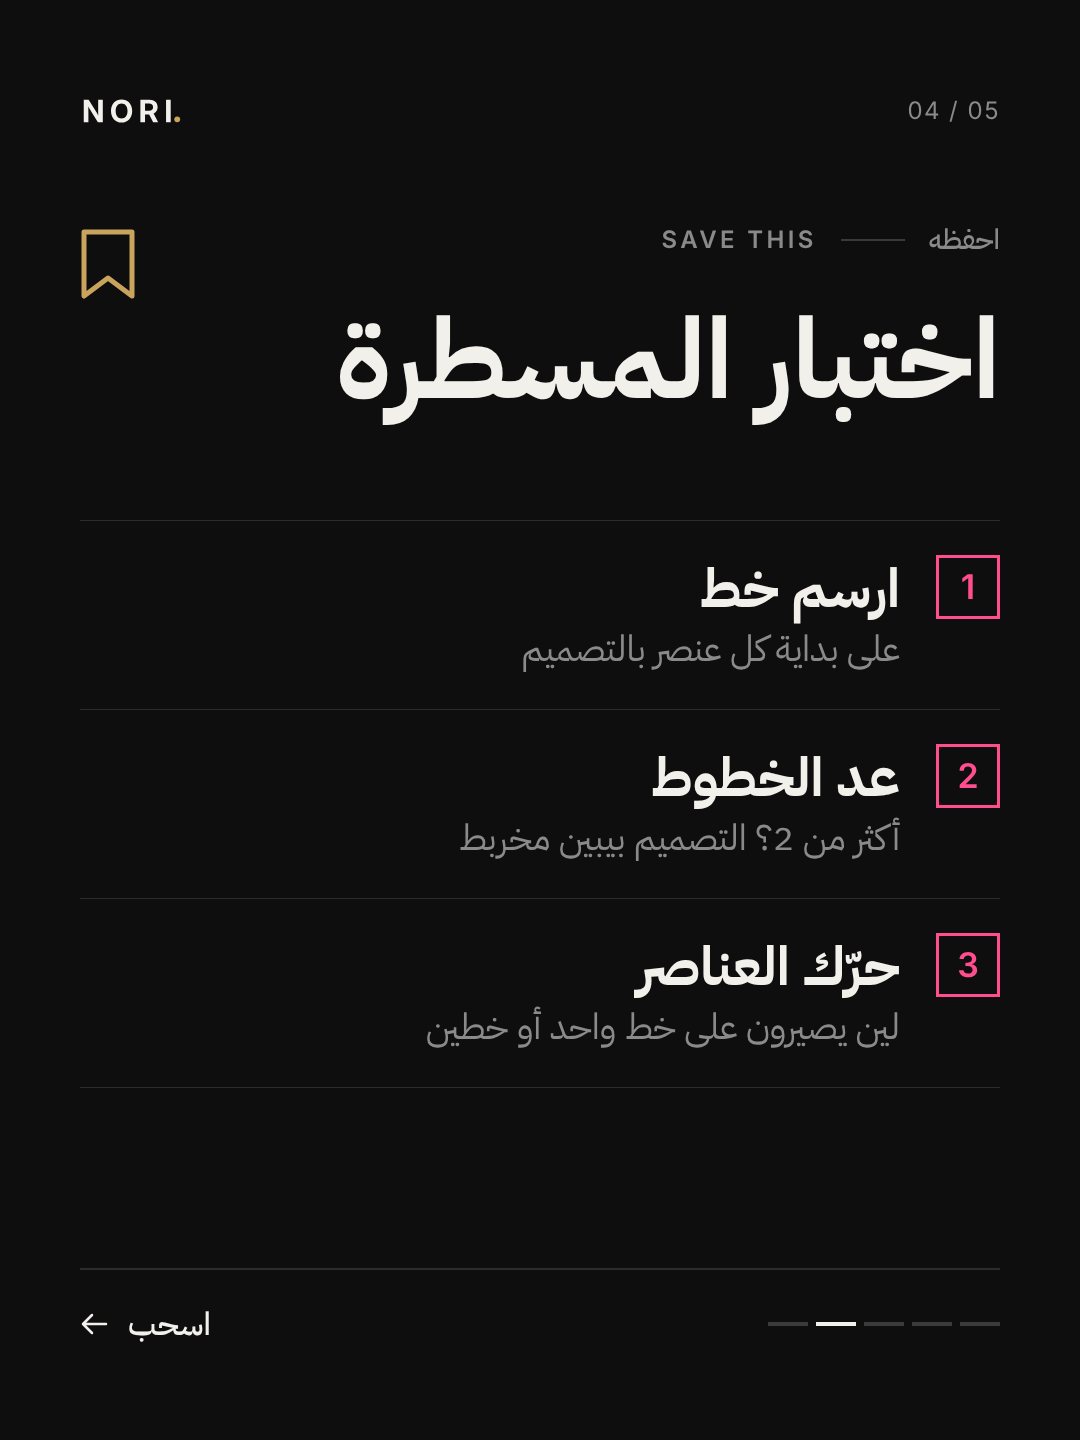 NORI.
04 / 05
احفظه — SAVE THIS
اختبار المسطرة
1
ارسم خط
على بداية كل عنصر بالتصميم
2
عد الخطوط
أكثر من 2؟ التصميم بيبين مخربط
3
حرّك العناصر
لين يصيرون على خط واحد أو خطين
اسحب ←